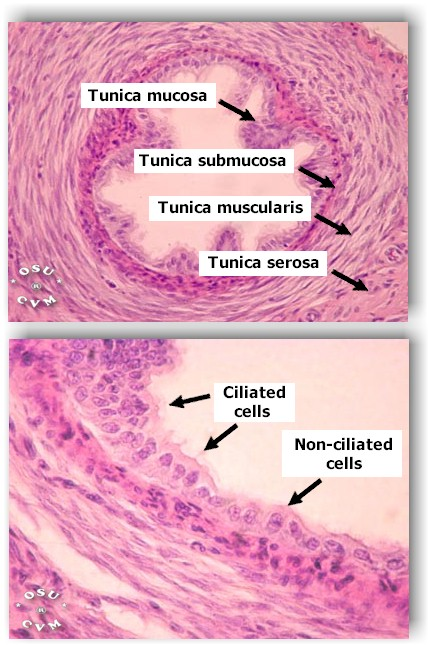 Tunica mucosa
Tunica submucosa
Tunica muscularis
Tunica serosa
OSU
CVM
Ciliated
cells
Non-ciliated
cells
OSU
CVM